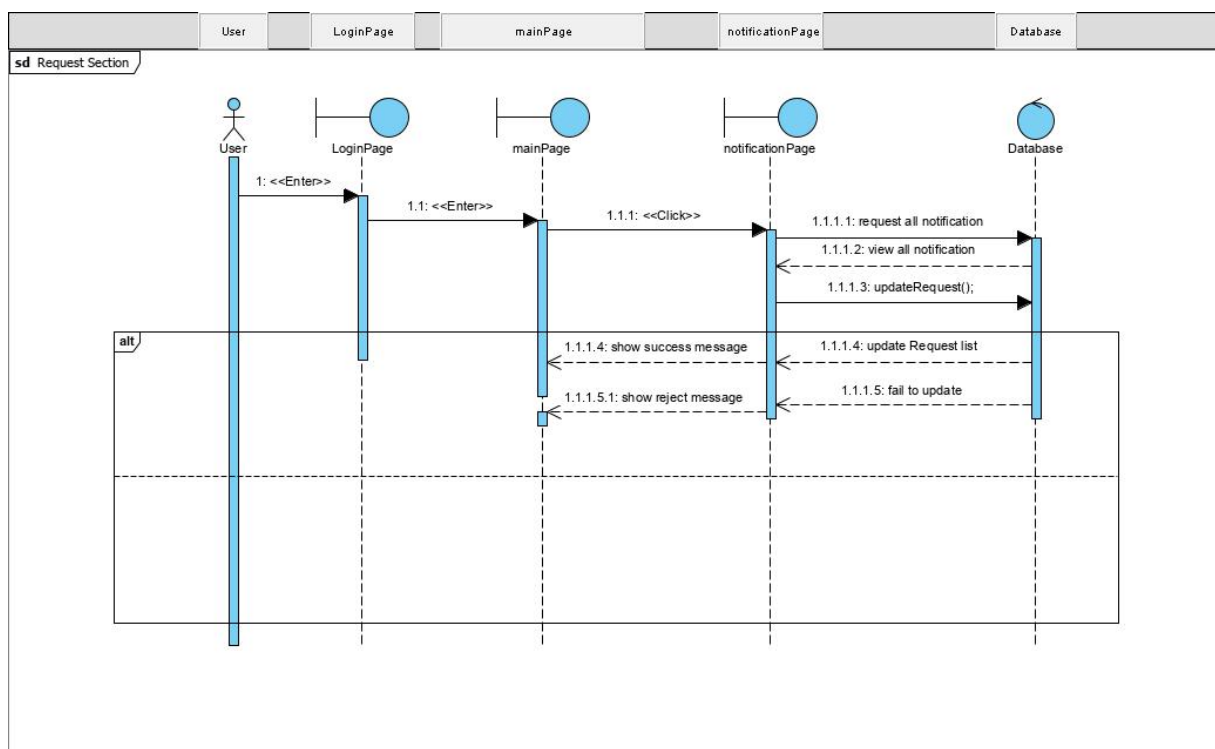 User LoginPage mainPage notificationPage Database
sd Request Section
User LoginPage mainPage notificationPage Database
1: <<Enter>>
1.1: <<Enter>>
1.1.1: <<Click>>
1.1.1.1: request all notification
1.1.1.2: view all notification
1.1.1.3: updateRequest();
alt
1.1.1.4: show success message
1.1.1.4: update Request list
1.1.1.5.1: show reject message
1.1.1.5: fail to update